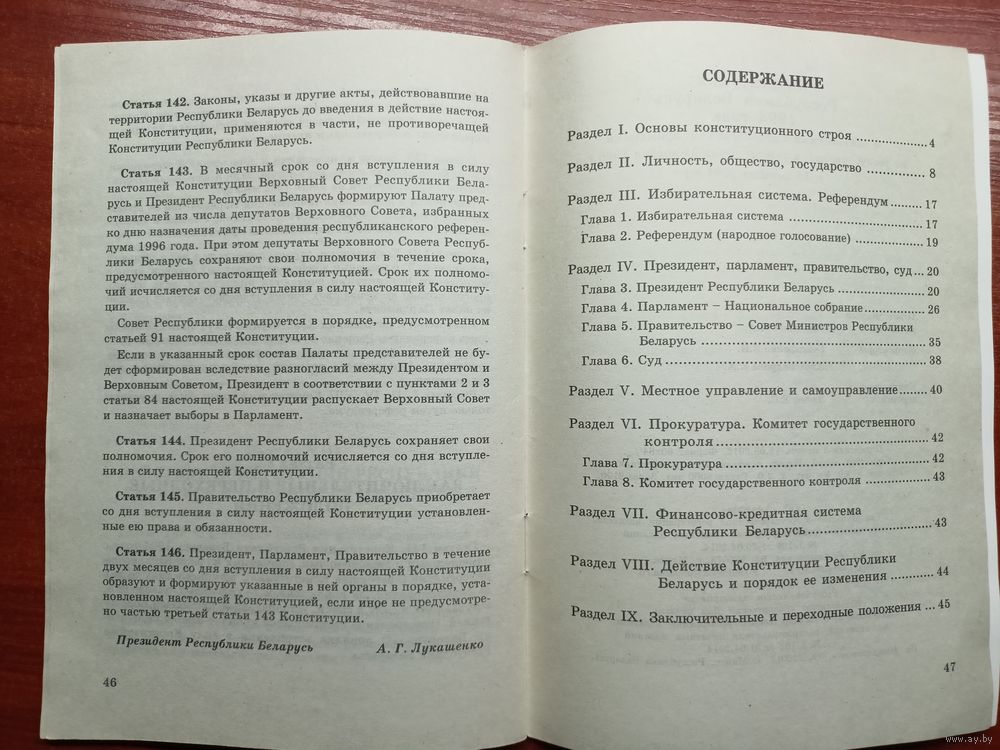 Статья 142. Законы, указы и другие акты, действовавшие на
территории Республики Беларусь до введения в действие настоя-
щей Конституции, применяются в части, не противоречащей
Конституции Республики Беларусь.
Статья 143. В месячный срок со дня вступления в силу
настоящей Конституции Верховный Совет Республики Бела-
русь и Президент Республики Беларусь формируют Палату пред-
ставителей из числа депутатов Верховного Совета, избранных
ко дню назначения даты проведения республиканского референ-
дума 1996 года. При этом депутаты Верховного Совета Респуб-
лики Беларусь сохраняют свои полномочия в течение срока,
предусмотренного настоящей Конституцией. Срок их полномо-
чий исчисляется со дня вступления в силу настоящей Конститу-
ции.
Совет Республики формируется в порядке, предусмотренном
статьей 91 настоящей Конституции.
Если в указанный срок состав Палаты представителей не бу-
дет сформирован вследствие разногласий между Президентом и
Верховным Советом, Президент в соответствии с пунктами 2 и 3
статьи 84 настоящей Конституции распускает Верховный Совет
и назначает выборы в Парламент.
Статья 144. Президент Республики Беларусь сохраняет свои
полномочия. Срок его полномочий исчисляется со дня вступле-
ния в силу настоящей Конституции.
Статья 145. Правительство Республики Беларусь приобретает
со дня вступления в силу настоящей Конституции установлен-
ные ею права и обязанности.
Статья 146. Президент, Парламент, Правительство в течение
двух месяцев со дня вступления в силу настоящей Конституции
образуют и формируют указанные в ней органы в порядке, уста-
новленном настоящей Конституцией, если иное не предусмотре-
но частью третьей статьи 143 Конституции.
Президент Республики Беларусь А. Г. Лукашенко
46
СОДЕРЖАНИЕ
Раздел I. Основы конституционного строя ........... 4
Раздел II. Личность, общество, государство ........... 8
Раздел III. Избирательная система. Референдум . 17
Глава 1. Избирательная система ........... 17
Глава 2. Референдум (народное голосование) ........... 19
Раздел IV. Президент, парламент, правительство, суд ... 20
Глава 3. Президент Республики Беларусь ........... 20
Глава 4. Парламент – Национальное собрание ........... 26
Глава 5. Правительство – Совет Министров Республики
Беларусь ........... 35
Глава 6. Суд ........... 38
Раздел V. Местное управление и самоуправление ....... 40
Раздел VI. Прокуратура. Комитет государственного
контроля ........... 42
Глава 7. Прокуратура ........... 42
Глава 8. Комитет государственного контроля ........... 43
Раздел VII. Финансово-кредитная система
Республики Беларусь ........... 43
Раздел VIII. Действие Конституции Республики
Беларусь и порядок ее изменения ........... 44
Раздел IX. Заключительные и переходные положения ... 45
47
www.ay.by